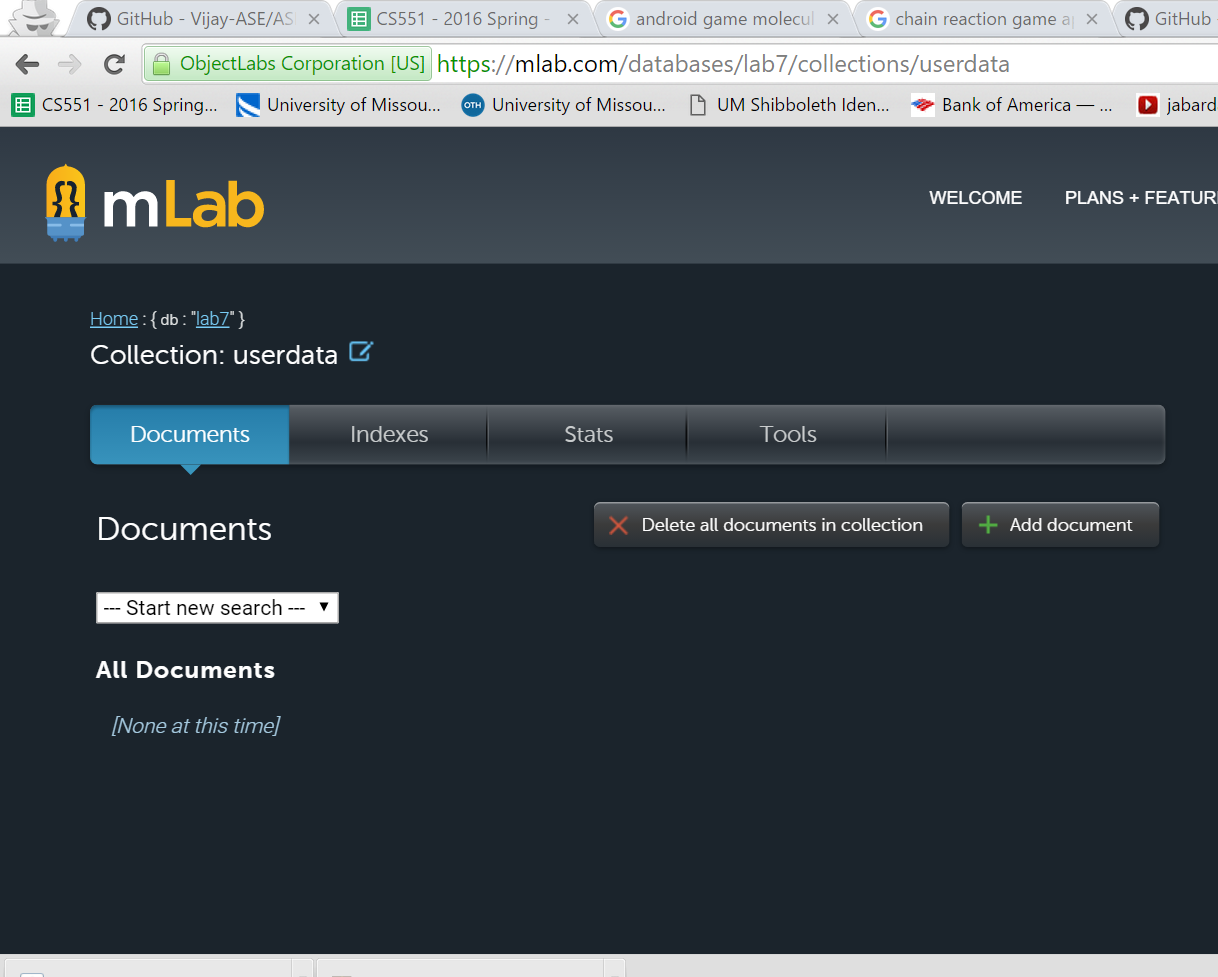 GitHub - Vijay-ASE/AS
CS551 - 2016 Spring -
android game molecul
chain reaction game a
GitHub
ObjectLabs Corporation [US] https://mlab.com/databases/lab7/collections/userdata
CS551 - 2016 Spring...
University of Missou...
OTH University of Missou...
UM Shibboleth Iden...
Bank of America — ...
jabard
{ } mLab
WELCOME
PLANS + FEATUR
Home : { db : "lab7" }
Collection: userdata
Documents
Indexes
Stats
Tools
Documents
Delete all documents in collection
Add document
--- Start new search ---
All Documents
[None at this time]